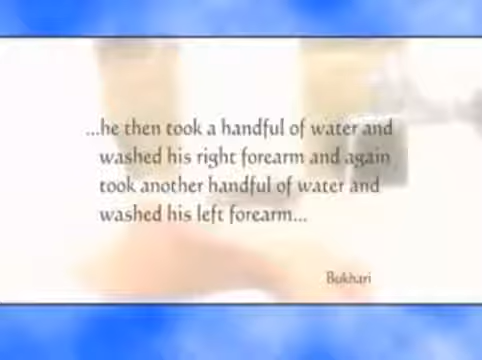 ...he then took a handful of water and
washed his right forearm and again
took another handful of water and
washed his left forearm...
Bukhari